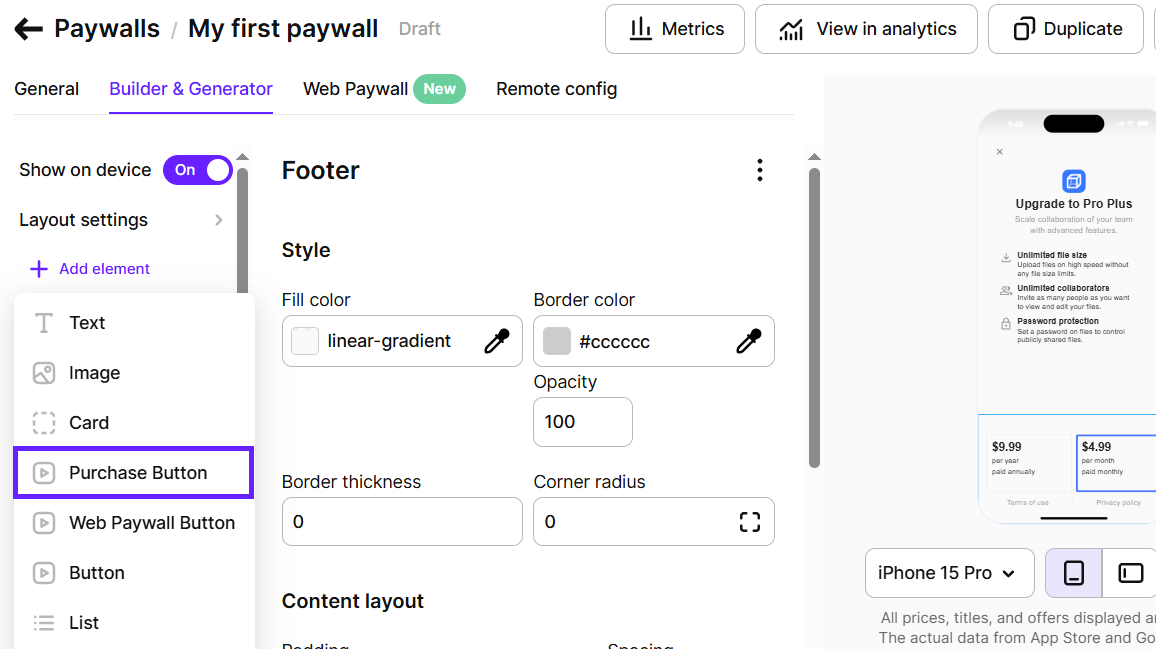 Paywalls / My first paywall Draft
Metrics
View in analytics
Duplicate
General
Builder & Generator
Web Paywall New
Remote config
Show on device On
Layout settings
Add element
Text
Image
Card
Purchase Button
Web Paywall Button
Button
List
Footer
Style
Fill color
linear-gradient
Border color
#cccccc
Opacity
100
Border thickness
0
Corner radius
0
Content layout
Padding
Spacing
9:48
Upgrade to Pro Plus
Scale collaboration of your team
with advanced features.
Unlimited file size
Upload files on high speed without
any file size limits.
Unlimited collaborators
Invite as many people as you want
to view and edit your files.
Password protection
Set a password on files to control
publicly shared files.
$9.99
per year
paid annually
$4.99
per month
paid monthly
Terms of use
Privacy policy
iPhone 15 Pro
All prices, titles, and offers displayed ar
The actual data from App Store and Go